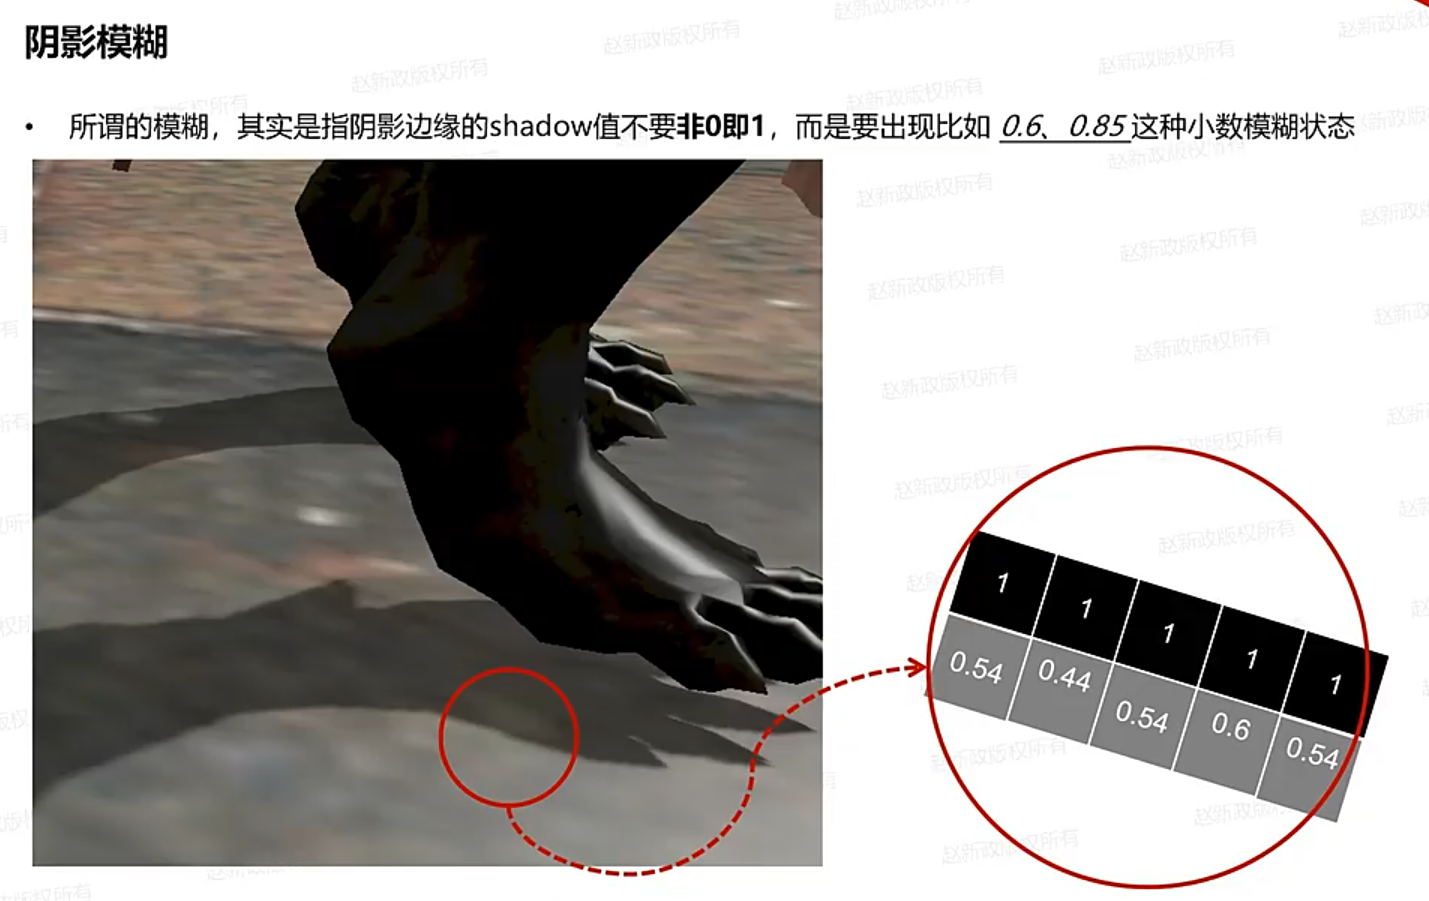 阴影模糊
• 所谓的模糊，其实是指阴影边缘的shadow值不要非0即1，而是要出现比如 0.6、0.85 这种小数模糊状态
1 1 1 1 1
0.54 0.44 0.54 0.6 0.54
赵新政版权所有